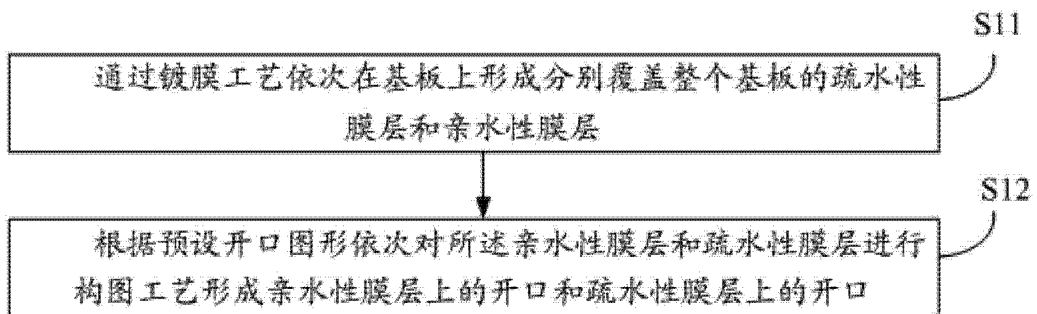 S11
通过镀膜工艺依次在基板上形成分别覆盖整个基板的疏水性
膜层和亲水性膜层
S12
根据预设开口图形依次对所述亲水性膜层和疏水性膜层进行
构图工艺形成亲水性膜层上的开口和疏水性膜层上的开口